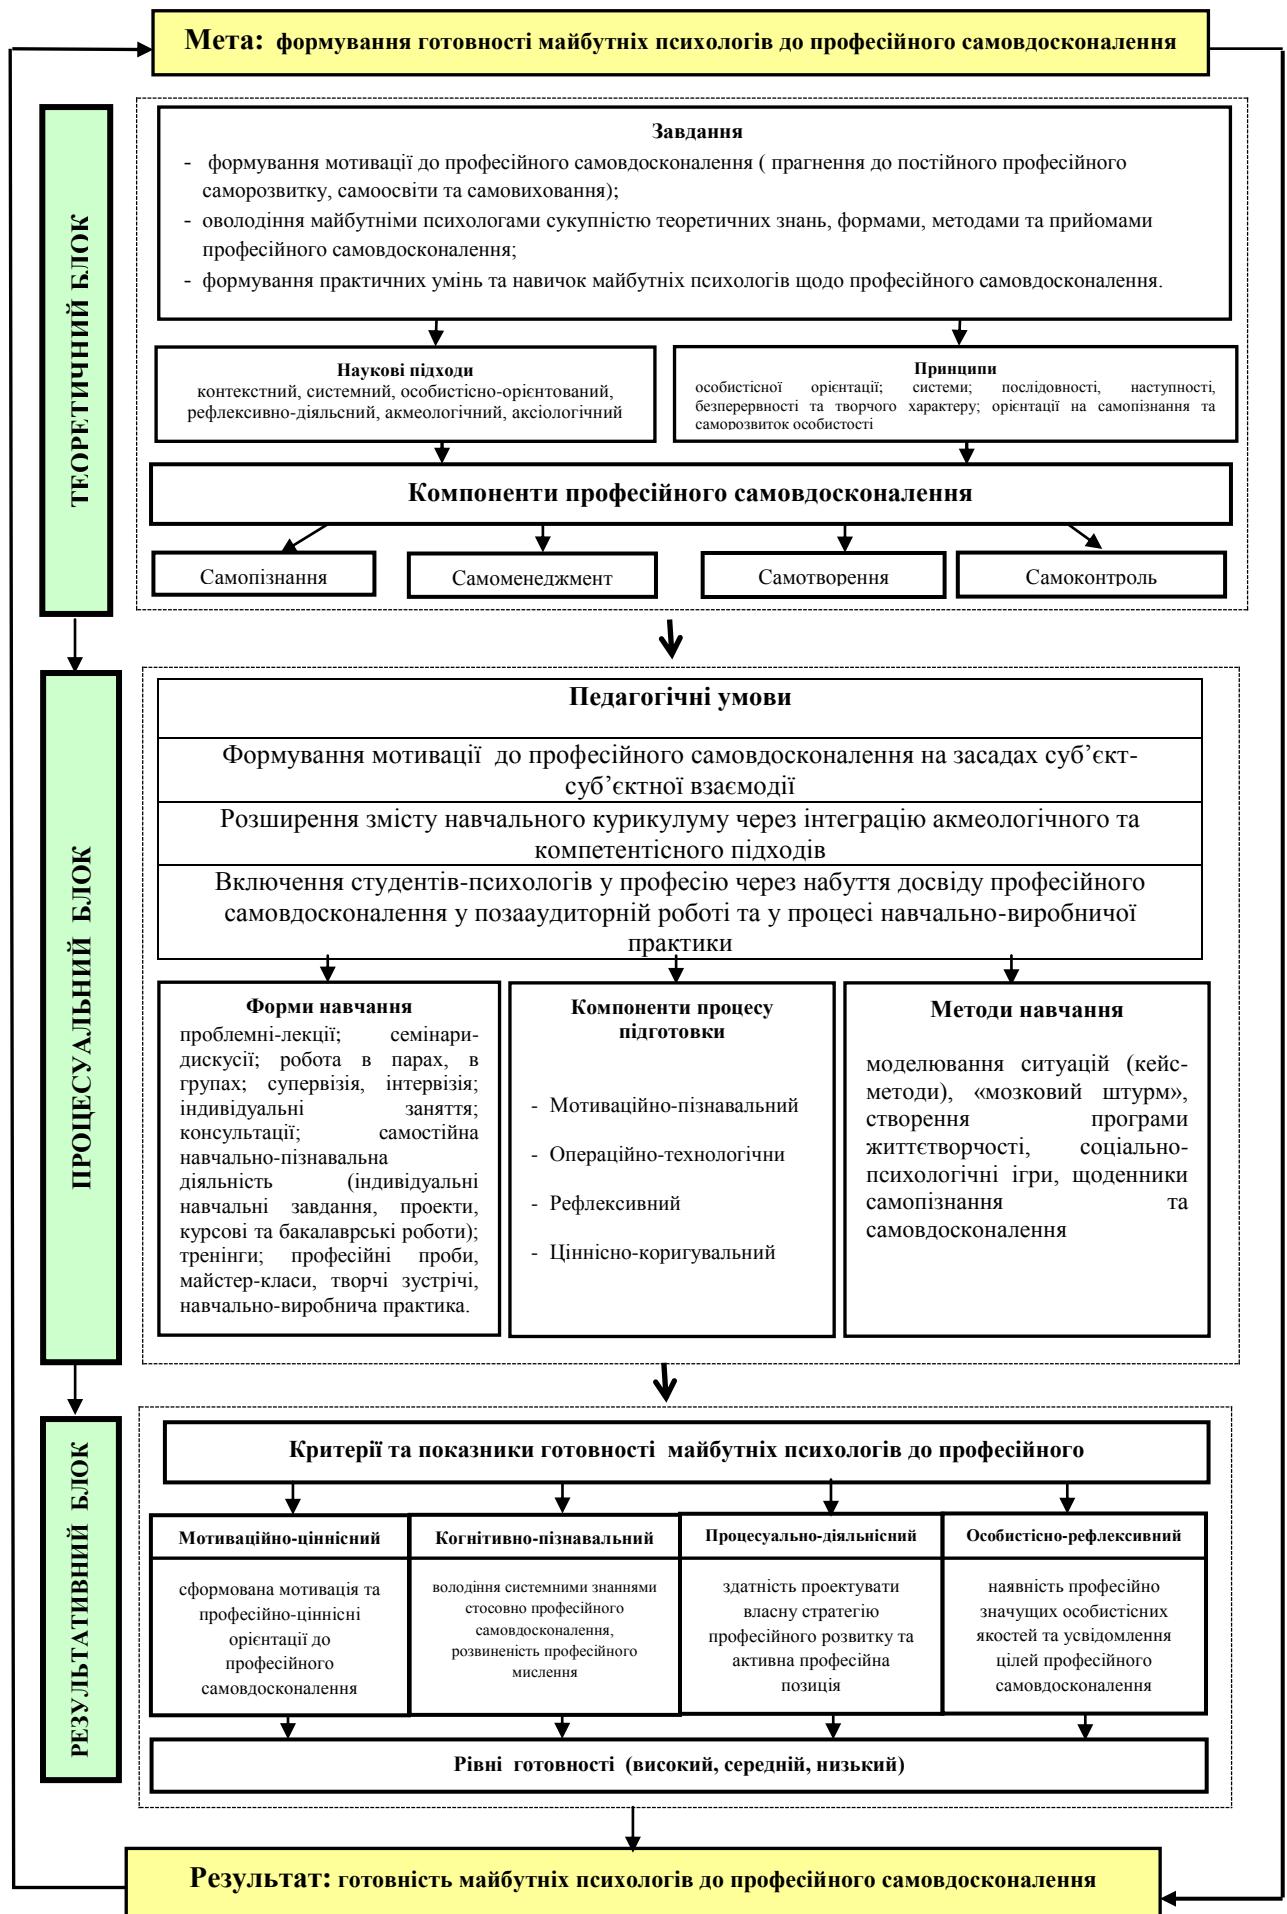 Мета: формування готовності майбутніх психологів до професійного самовдосконалення
ТЕОРЕТИЧНИЙ БЛОК
Завдання
- формування мотивації до професійного самовдосконалення ( прагнення до постійного професійного
саморозвитку, самоосвіти та самовиховання);
- оволодіння майбутніми психологами сукупністю теоретичних знань, формами, методами та прийомами
професійного самовдосконалення;
- формування практичних умінь та навичок майбутніх психологів щодо професійного самовдосконалення.
Наукові підходи
контекстний, системний, особистісно-орієнтований,
рефлексивно-діяльсний, акмеологічний, аксіологічний
Принципи
особистісної орієнтації; системи; послідовності, наступності,
безперервності та творчого характеру; орієнтації на самопізнання та
саморозвиток особистості
Компоненти професійного самовдосконалення
Самопізнання
Самоменеджмент
Самотворення
Самоконтроль
ПРОЦЕСУАЛЬНИЙ БЛОК
Педагогічні умови
Формування мотивації до професійного самовдосконалення на засадах суб’єкт-
суб’єктної взаємодії
Розширення змісту навчального курикулуму через інтеграцію акмеологічного та
компетентісного підходів
Включення студентів-психологів у професію через набуття досвіду професійного
самовдосконалення у позааудиторній роботі та у процесі навчально-виробничої
практики
Форми навчання
проблемні-лекції; семінари-
дискусії; робота в парах, в
групах; супервізія, інтервізія;
індивідуальні заняття;
консультації; самостійна
навчально-пізнавальна
діяльність (індивідуальні
навчальні завдання, проекти,
курсові та бакалаврські роботи);
тренінги; професійні проби,
майстер-класи, творчі зустрічі,
навчально-виробнича практика.
Компоненти процесу
підготовки
- Мотиваційно-пізнавальний
- Операційно-технологічни
- Рефлексивний
- Ціннісно-коригувальний
Методи навчання
моделювання ситуацій (кейс-
методи), «мозковий штурм»,
створення програми
життєтворчості, соціально-
психологічні ігри, щоденники
самопізнання та
самовдосконалення
РЕЗУЛЬТАТИВНИЙ БЛОК
Критерії та показники готовності майбутніх психологів до професійного
Мотиваційно-ціннісний
сформована мотивація та
професійно-ціннісні
орієнтації до
професійного
самовдосконалення
Когнітивно-пізнавальний
володіння системними знаннями
стосовно професійного
самовдосконалення,
розвиненість професійного
мислення
Процесуально-діяльнісний
здатність проектувати
власну стратегію
професійного розвитку та
активна професійна
позиція
Особистісно-рефлексивний
наявність професійно
значущих особистісних
якостей та усвідомлення
цілей професійного
самовдосконалення
Рівні готовності (високий, середній, низький)
Результат: готовність майбутніх психологів до професійного самовдосконалення